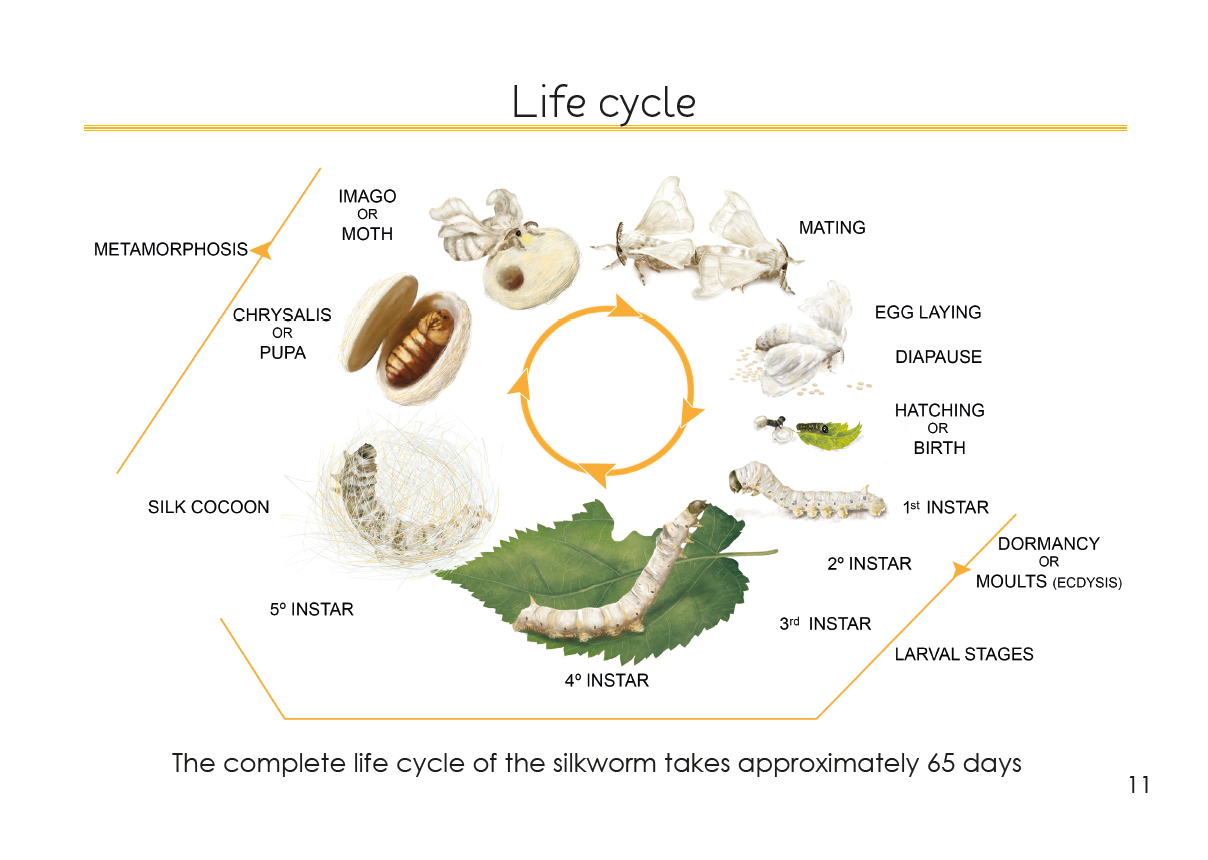 Life cycle
IMAGO
OR
MOTH
METAMORPHOSIS
CHRYSALIS
OR
PUPA
SILK COCOON
MATING
EGG LAYING
DIAPAUSE
HATCHING
OR
BIRTH
1st INSTAR
DORMANCY
OR
MOULTS (ECDYSIS)
2º INSTAR
3rd INSTAR
LARVAL STAGES
4º INSTAR
5º INSTAR
The complete life cycle of the silkworm takes approximately 65 days
11